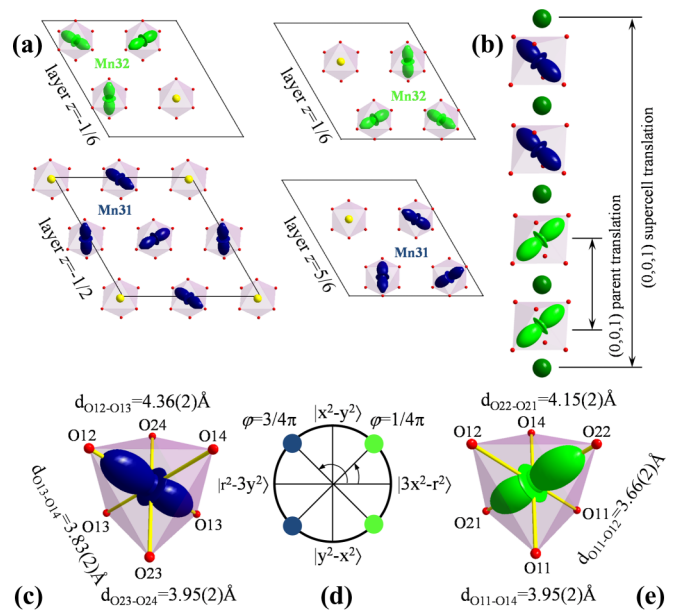 (a)
Mn32
layer z=-1/6
Mn32
layer z=1/6
Mn31
layer z=-1/2
Mn31
layer z=5/6
(b)
(0,0,1) parent translation
(0,0,1) supercell translation
dO12-O13=4.36(2)Å
O24
O12
O14
dO13-O14=3.83(2)Å
O13
O13
O23
(c)
dO23-O24=3.95(2)Å
|x²-y²⟩
φ=3/4π
φ=1/4π
|r²-3y²⟩
|3x²-r²⟩
|y²-x²⟩
(d)
dO22-O21=4.15(2)Å
O14
O12
O22
O21
O11
dO11-O12=3.66(2)Å
O11
dO11-O14=3.95(2)Å
(e)